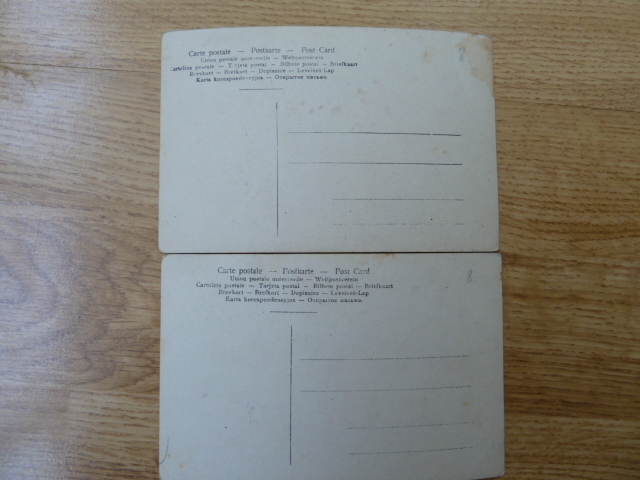 Carte postale — Postkarte — Post Card
Union postale universelle — Weltpostverein
Cartolina postale — Tarjeta postal — Bilhete postal — Briefkaart
Brevkort — Brefkort — Dopisnice — Levelező-Lap
Karta korespondencyjna — Открытое письмо.
8
Carte postale — Postkarte — Post Card
Union postale universelle — Weltpostverein
Cartolina postale — Tarjeta postal — Bilhete postal — Briefkaart
Brevkort — Brefkort — Dopisnice — Levelező-Lap
Karta korespondencyjna — Открытое письмо.
8